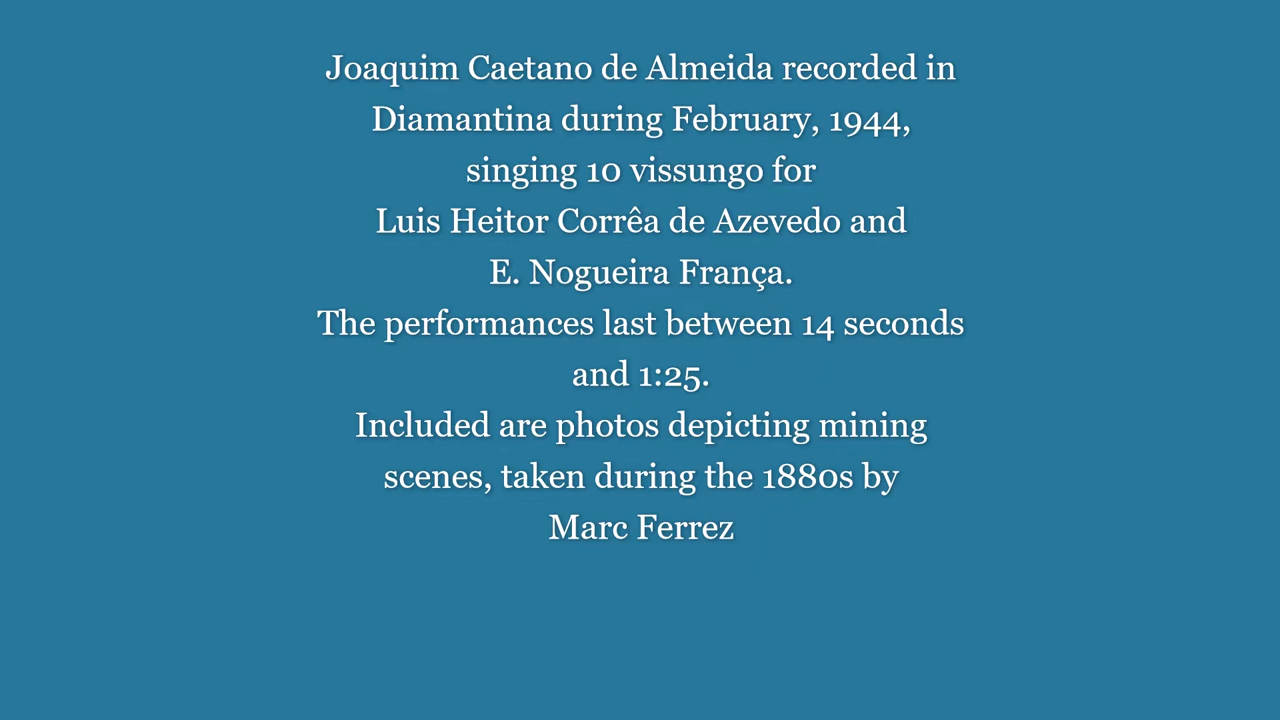 Joaquim Caetano de Almeida recorded in
Diamantina during February, 1944,
singing 10 vissungo for
Luis Heitor Corrêa de Azevedo and
E. Nogueira França.
The performances last between 14 seconds
and 1:25.
Included are photos depicting mining
scenes, taken during the 1880s by
Marc Ferrez